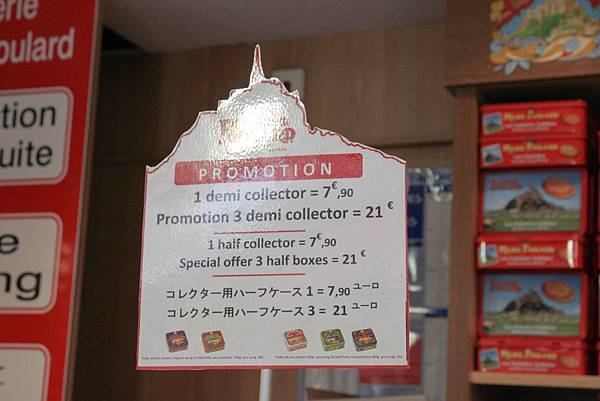 erie
oulard
tion
uite
e
ng
PROMOTION
1 demi collector = 7€,90
Promotion 3 demi collector = 21 €
1 half collector = 7€,90
Special offer 3 half boxes = 21 €
コレクター用ハーフケース 1 = 7,90 ユーロ
コレクター用ハーフケース 3 = 21 ユーロ
MERE POULARD